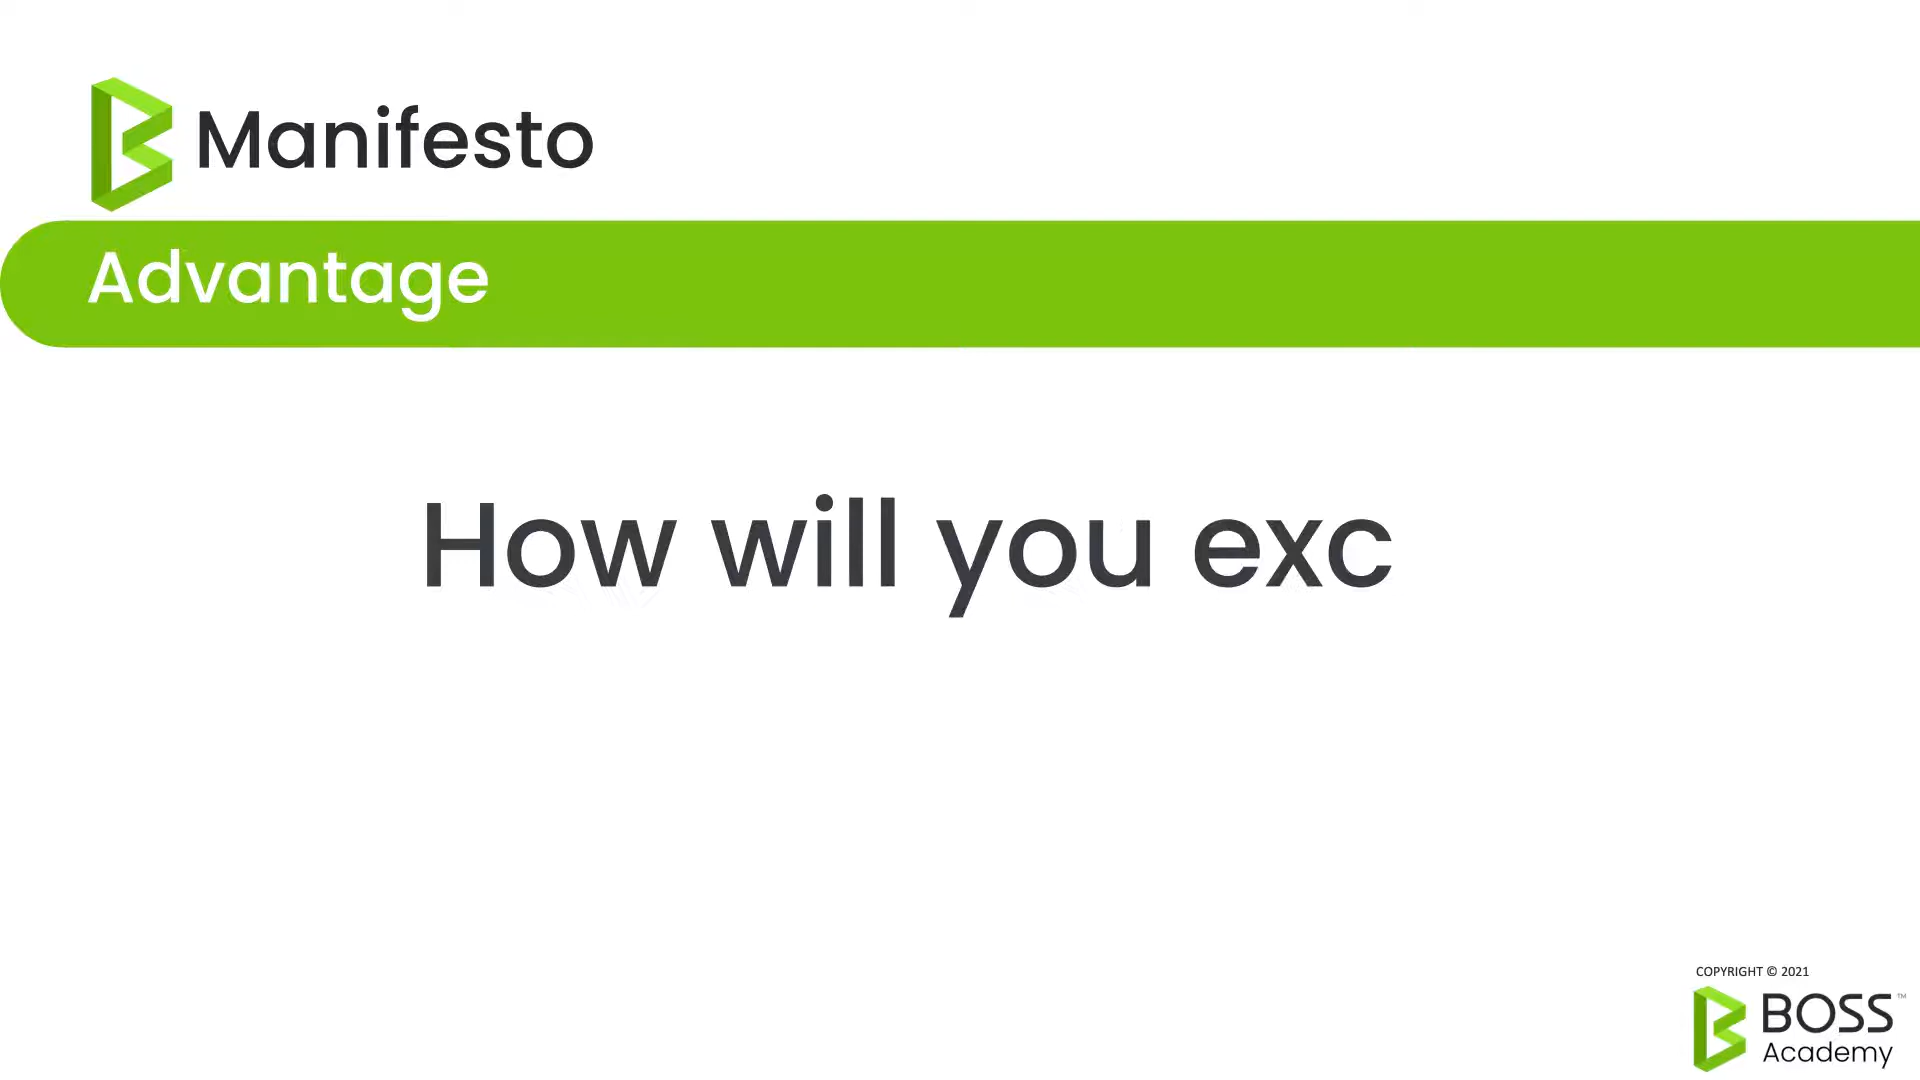 Manifesto
Advantage
How will you exc
COPYRIGHT © 2021
BOSS™
Academy